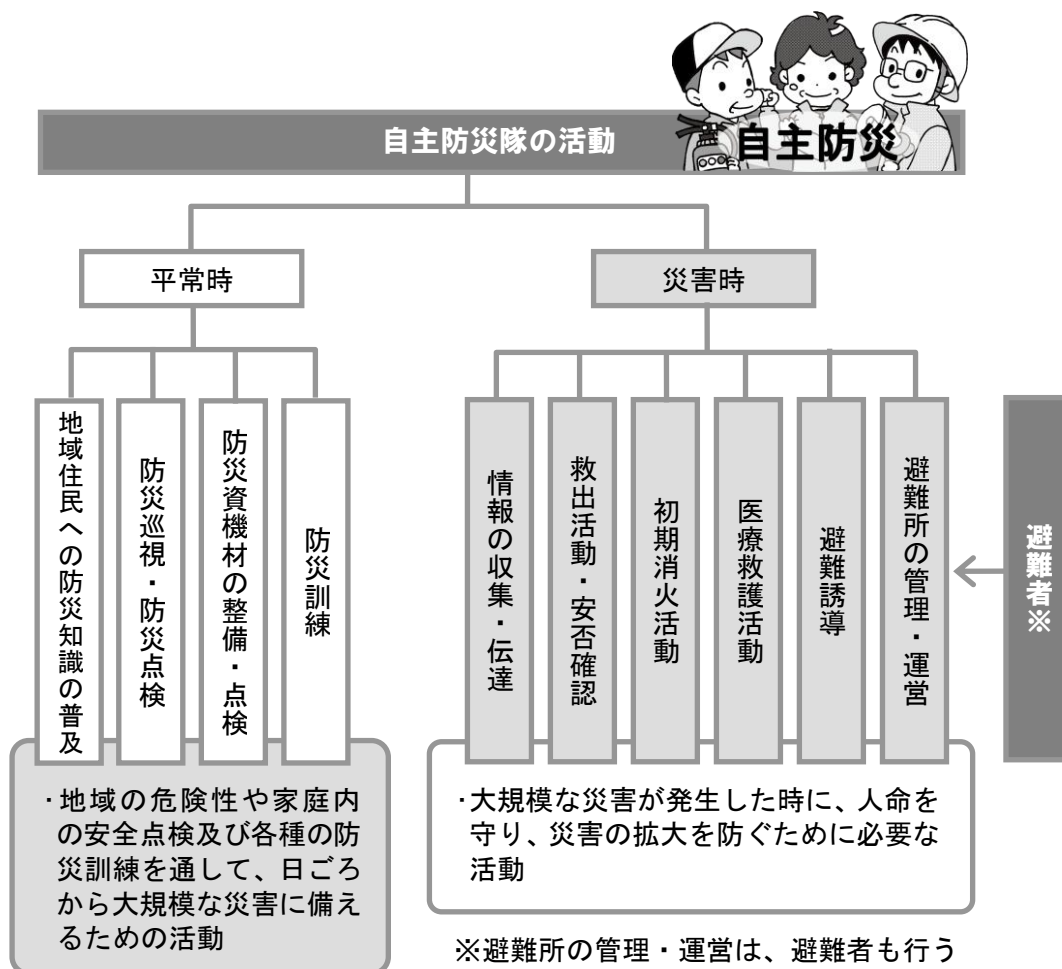 自主防災隊の活動
自主防災
平常時
災害時
地域住民への防災知識の普及
防災巡視・防災点検
防災資機材の整備・点検
防災訓練
情報の収集・伝達
救出活動・安否確認
初期消火活動
医療救護活動
避難誘導
避難所の管理・運営
避難者※
・地域の危険性や家庭内
の安全点検及び各種の防
災訓練を通して、日ごろ
から大規模な災害に備え
るための活動
・大規模な災害が発生した時に、人命を
守り、災害の拡大を防ぐために必要な
活動
※避難所の管理・運営は、避難者も行う